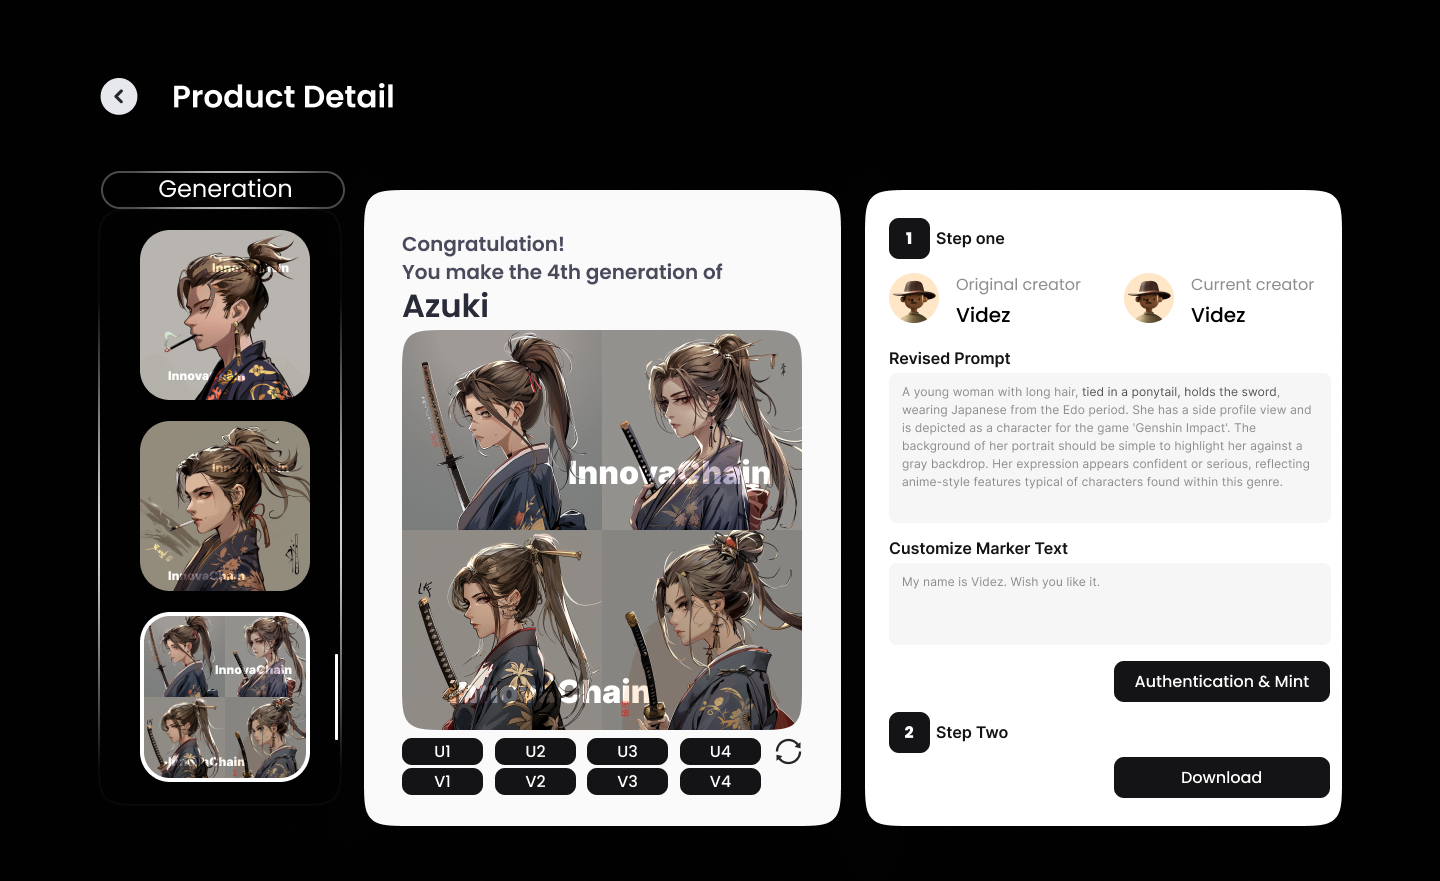 Product Detail
Generation
InnovaChain
InnovaChain
InnovaChain
InnovaChain
InnovaChain
InnovaChain
Congratulation!
You make the 4th generation of
Azuki
InnovaChain
InnovaChain
U1 U2 U3 U4
V1 V2 V3 V4
1 Step one
Original creator
Videz
Current creator
Videz
Revised Prompt
A young woman with long hair, tied in a ponytail, holds the sword,
wearing Japanese from the Edo period. She has a side profile view and
is depicted as a character for the game 'Genshin Impact'. The
background of her portrait should be simple to highlight her against a
gray backdrop. Her expression appears confident or serious, reflecting
anime-style features typical of characters found within this genre.
Customize Marker Text
My name is Videz. Wish you like it.
Authentication & Mint
2 Step Two
Download